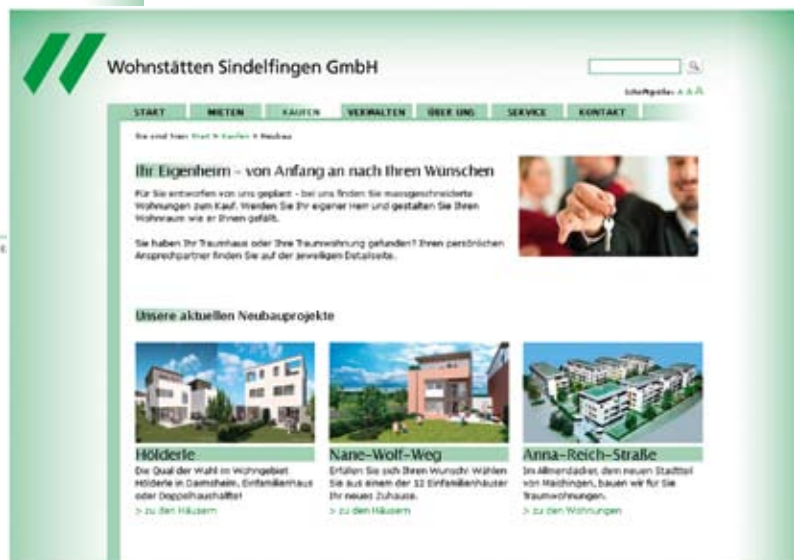 Wohnstätten Sindelfingen GmbH
Schriftgröße: A A A
START MIETEN KAUFEN VERWALTEN ÜBER UNS SERVICE KONTAKT
Sie sind hier: Start > Kaufen > Neubau
Ihr Eigenheim – von Anfang an nach Ihren Wünschen
Für Sie entworfen von uns geplant - bei uns finden Sie massgeschneiderte
Wohnungen zum Kauf. Werden Sie Ihr eigener Herr und gestalten Sie Ihren
Wohnraum wie er Ihnen gefällt.
Sie haben Ihr Traumhaus oder Ihre Traumwohnung gefunden? Ihren persönlichen
Ansprechpartner finden Sie auf der jeweiligen Detailseite.
Unsere aktuellen Neubauprojekte
Hölderle
Die Qual der Wahl im Wohngebiet
Hölderle in Darmsheim. Einfamilienhaus
oder Doppelhaushälfte!
> zu den Häusern
Nane-Wolf-Weg
Erfüllen Sie sich Ihren Wunsch! Wählen
Sie aus einem der 12 Einfamilienhäuser
Ihr neues Zuhause.
> zu den Häusern
Anna-Reich-Straße
Im Allmendäcker, dem neuen Stadtteil
von Maichingen, bauen wir für Sie
Traumwohnungen.
> zu den Wohnungen